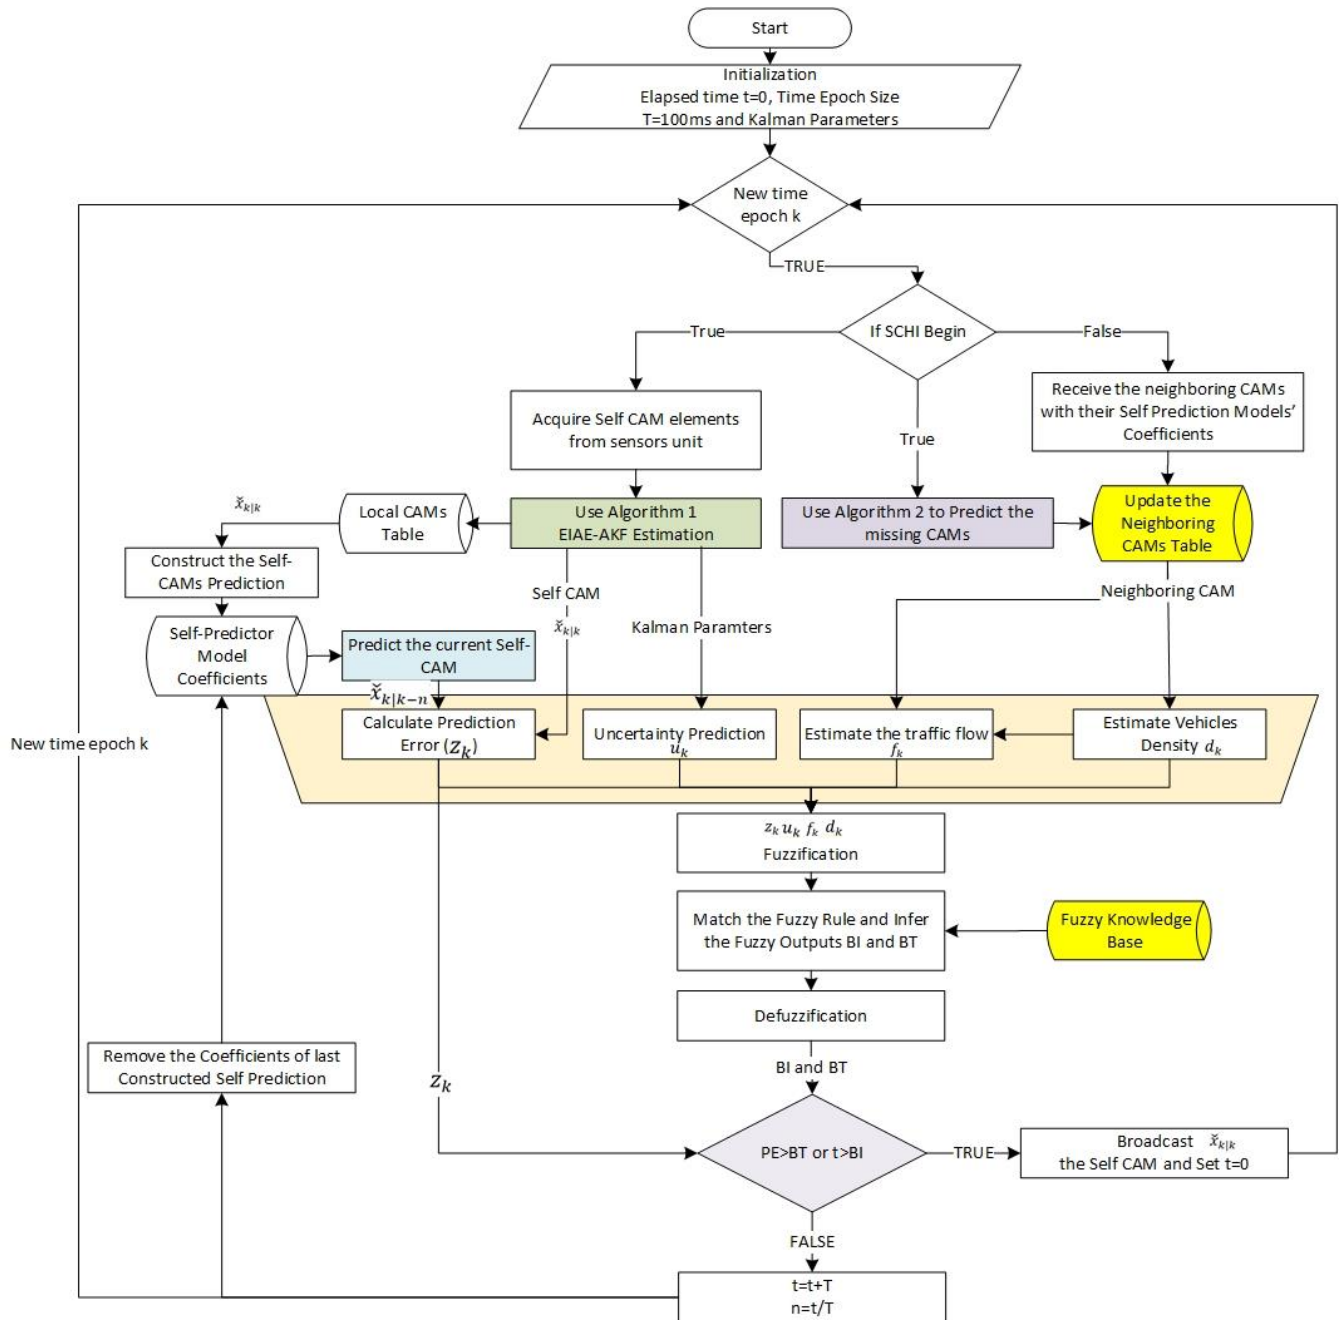 Start
Initialization
Elapsed time t=0, Time Epoch Size
T=100ms and Kalman Parameters
New time
epoch k
TRUE
If SCHI Begin
True
False
True
Acquire Self CAM elements
from sensors unit
Receive the neighboring CAMs
with their Self Prediction Models’
Coefficients
x̌ₖ|ₖ
Local CAMs
Table
Use Algorithm 1
EIAE-AKF Estimation
Use Algorithm 2 to Predict the
missing CAMs
Update the
Neighboring
CAMs Table
Construct the Self-
CAMs Prediction
Self CAM
x̌ₖ|ₖ
Kalman Paramters
Neighboring CAM
Self-Predictor
Model
Coefficients
Predict the current Self-
CAM
x̌̌ₖ|ₖ₋ₙ
Calculate Prediction
Error (zₖ)
Uncertainty Prediction
uₖ
Estimate the traffic flow
fₖ
Estimate Vehicles
Density dₖ
New time epoch k
zₖ uₖ fₖ dₖ
Fuzzification
Match the Fuzzy Rule and Infer
the Fuzzy Outputs BI and BT
Fuzzy Knowledge
Base
Defuzzification
BI and BT
Remove the Coefficients of last
Constructed Self Prediction
zₖ
PE>BT or t>BI
TRUE
Broadcast x̌ₖ|ₖ
the Self CAM and Set t=0
FALSE
t=t+T
n=t/T